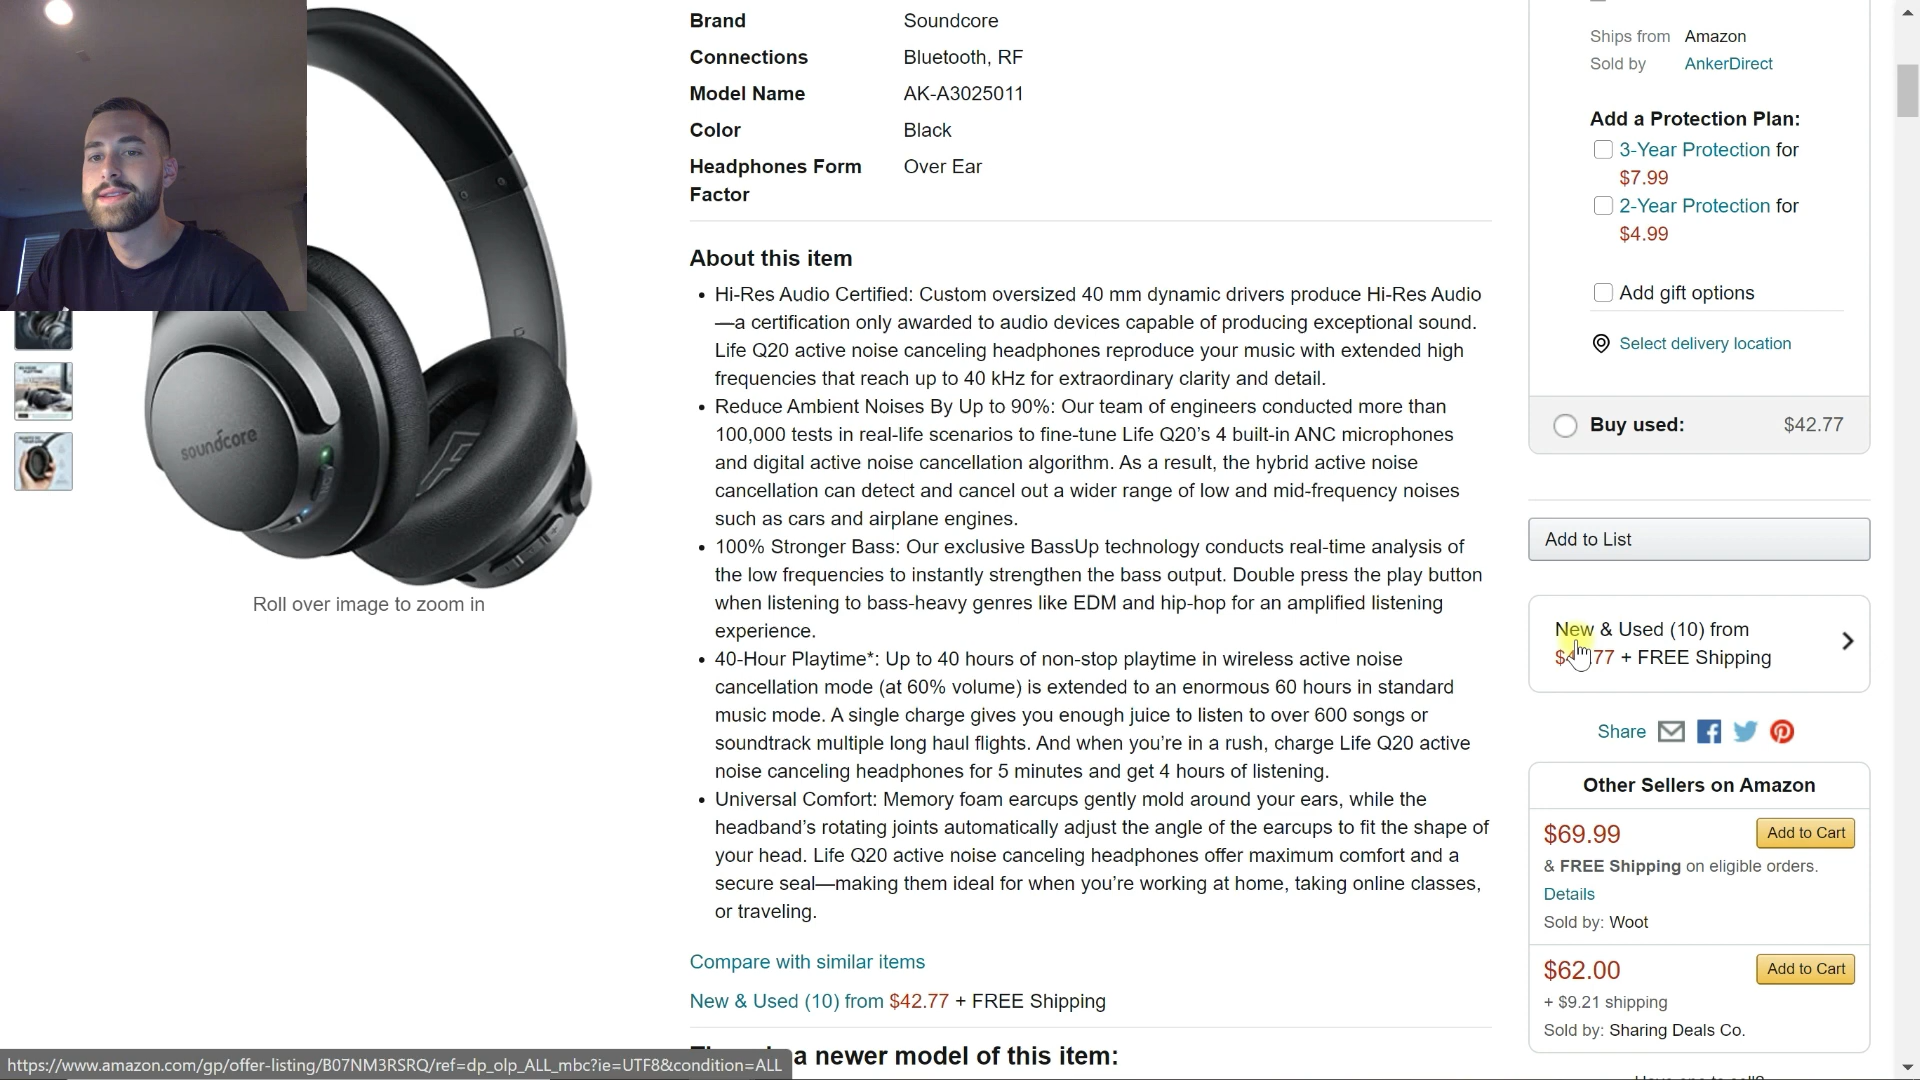 soundcore
Roll over image to zoom in
Brand Soundcore
Connections Bluetooth, RF
Model Name AK-A3025011
Color Black
Headphones Form Over Ear
Factor
About this item
• Hi-Res Audio Certified: Custom oversized 40 mm dynamic drivers produce Hi-Res Audio
—a certification only awarded to audio devices capable of producing exceptional sound.
Life Q20 active noise canceling headphones reproduce your music with extended high
frequencies that reach up to 40 kHz for extraordinary clarity and detail.
• Reduce Ambient Noises By Up to 90%: Our team of engineers conducted more than
100,000 tests in real-life scenarios to fine-tune Life Q20’s 4 built-in ANC microphones
and digital active noise cancellation algorithm. As a result, the hybrid active noise
cancellation can detect and cancel out a wider range of low and mid-frequency noises
such as cars and airplane engines.
• 100% Stronger Bass: Our exclusive BassUp technology conducts real-time analysis of
the low frequencies to instantly strengthen the bass output. Double press the play button
when listening to bass-heavy genres like EDM and hip-hop for an amplified listening
experience.
• 40-Hour Playtime*: Up to 40 hours of non-stop playtime in wireless active noise
cancellation mode (at 60% volume) is extended to an enormous 60 hours in standard
music mode. A single charge gives you enough juice to listen to over 600 songs or
soundtrack multiple long haul flights. And when you’re in a rush, charge Life Q20 active
noise canceling headphones for 5 minutes and get 4 hours of listening.
• Universal Comfort: Memory foam earcups gently mold around your ears, while the
headband’s rotating joints automatically adjust the angle of the earcups to fit the shape of
your head. Life Q20 active noise canceling headphones offer maximum comfort and a
secure seal—making them ideal for when you’re working at home, taking online classes,
or traveling.
Compare with similar items
New & Used (10) from $42.77 + FREE Shipping
a newer model of this item:
Ships from Amazon
Sold by AnkerDirect
Add a Protection Plan:
3-Year Protection for
$7.99
2-Year Protection for
$4.99
Add gift options
Select delivery location
Buy used: $42.77
Add to List
New & Used (10) from
.77 + FREE Shipping
Share
Other Sellers on Amazon
$69.99 Add to Cart
& FREE Shipping on eligible orders.
Details
Sold by: Woot
$62.00 Add to Cart
+ $9.21 shipping
Sold by: Sharing Deals Co.
https://www.amazon.com/gp/offer-listing/B07NM3RSRQ/ref=dp_olp_ALL_mbc?ie=UTF8&condition=ALL